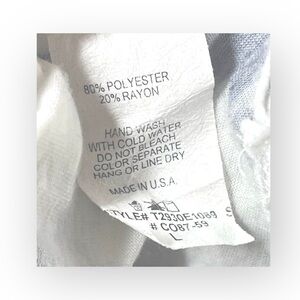 80% POLYESTER
20% RAYON
HAND WASH
WITH COLD WATER
DO NOT BLEACH
COLOR SEPARATE
HANG OR LINE DRY
MADE IN U.S.A.
STYLE# T2930E1089 S
# CO87-59
L